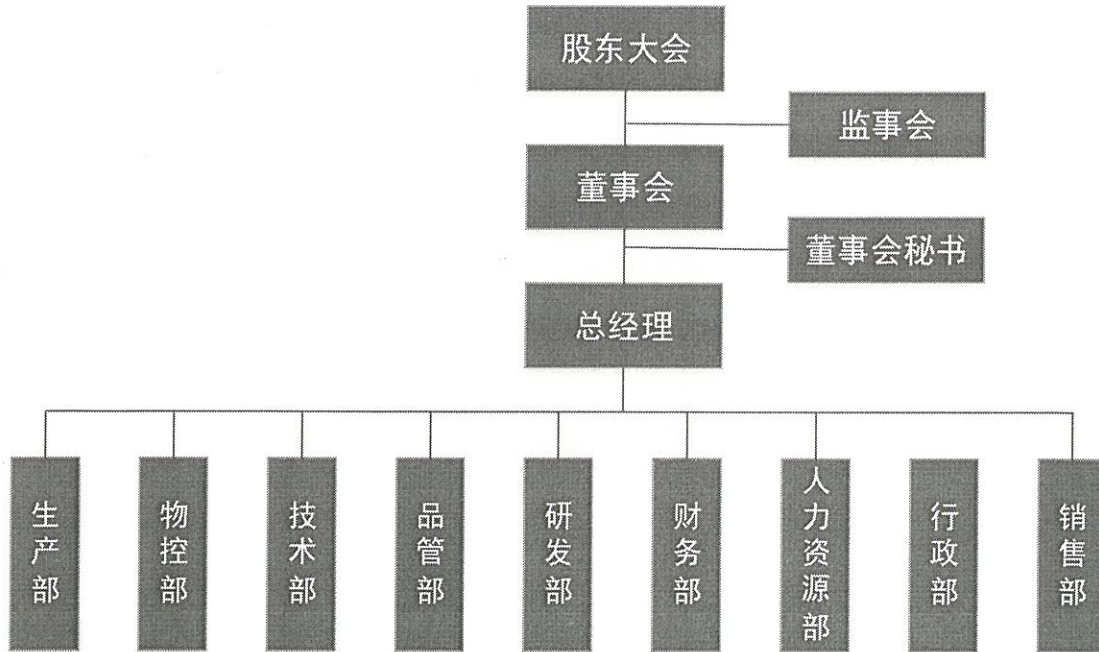 股东大会
监事会
董事会
董事会秘书
总经理
生产部
物控部
技术部
品管部
研发部
财务部
人力资源部
行政部
销售部